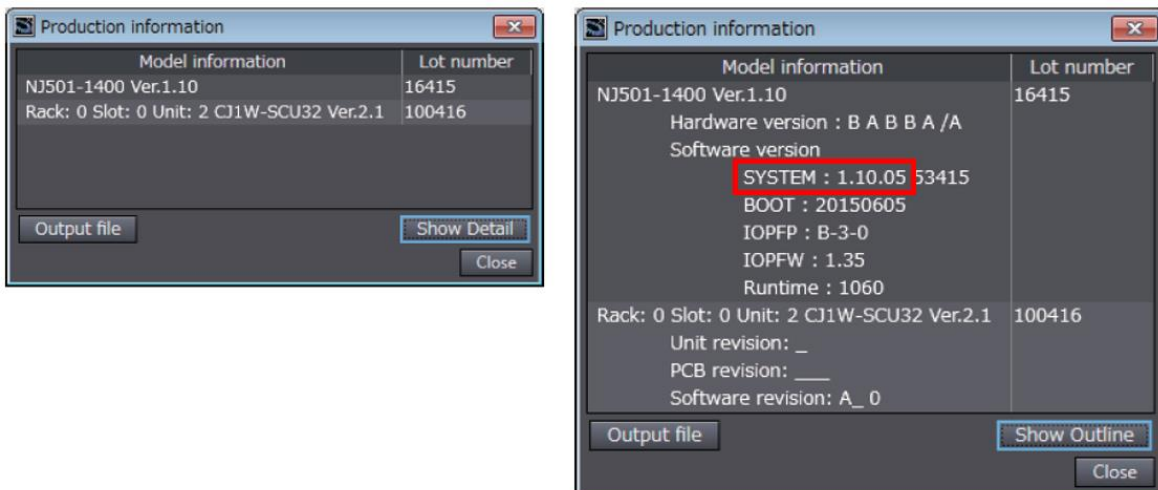 Production information
Model information Lot number
NJ501-1400 Ver.1.10 16415
Rack: 0 Slot: 0 Unit: 2 CJ1W-SCU32 Ver.2.1 100416
Output file Show Detail
Close
Production information
Model information Lot number
NJ501-1400 Ver.1.10 16415
Hardware version : B A B B A /A
Software version
SYSTEM : 1.10.05 53415
BOOT : 20150605
IOPFP : B-3-0
IOPFW : 1.35
Runtime : 1060
Rack: 0 Slot: 0 Unit: 2 CJ1W-SCU32 Ver.2.1 100416
Unit revision: _
PCB revision: ___
Software revision: A_ 0
Output file Show Outline
Close